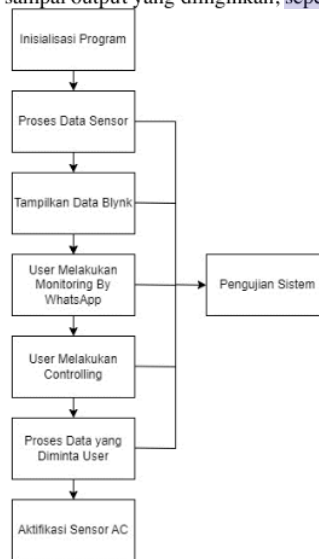 sampai output yang diinginkan, sepe
Inisialisasi Program
Proses Data Sensor
Tampilkan Data Blynk
User Melakukan
Monitoring By
WhatsApp
Pengujian Sistem
User Melakukan
Controlling
Proses Data yang
Diminta User
Aktifikasi Sensor AC